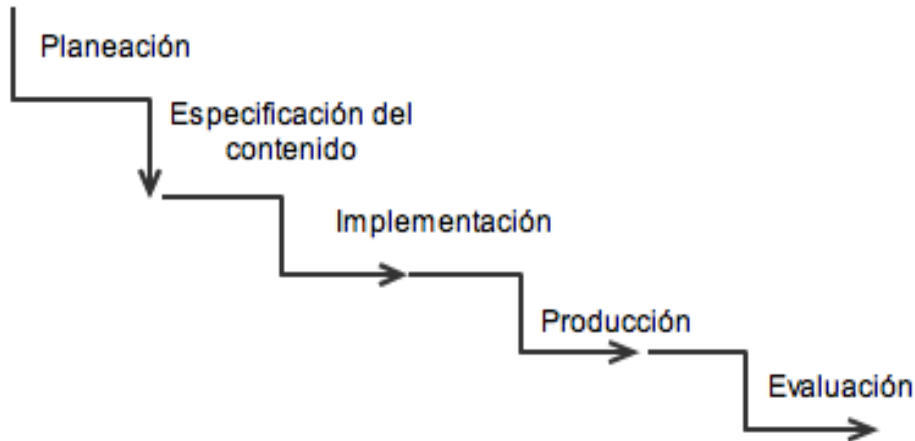 Planeación
Especificación del
contenido
Implementación
Producción
Evaluación